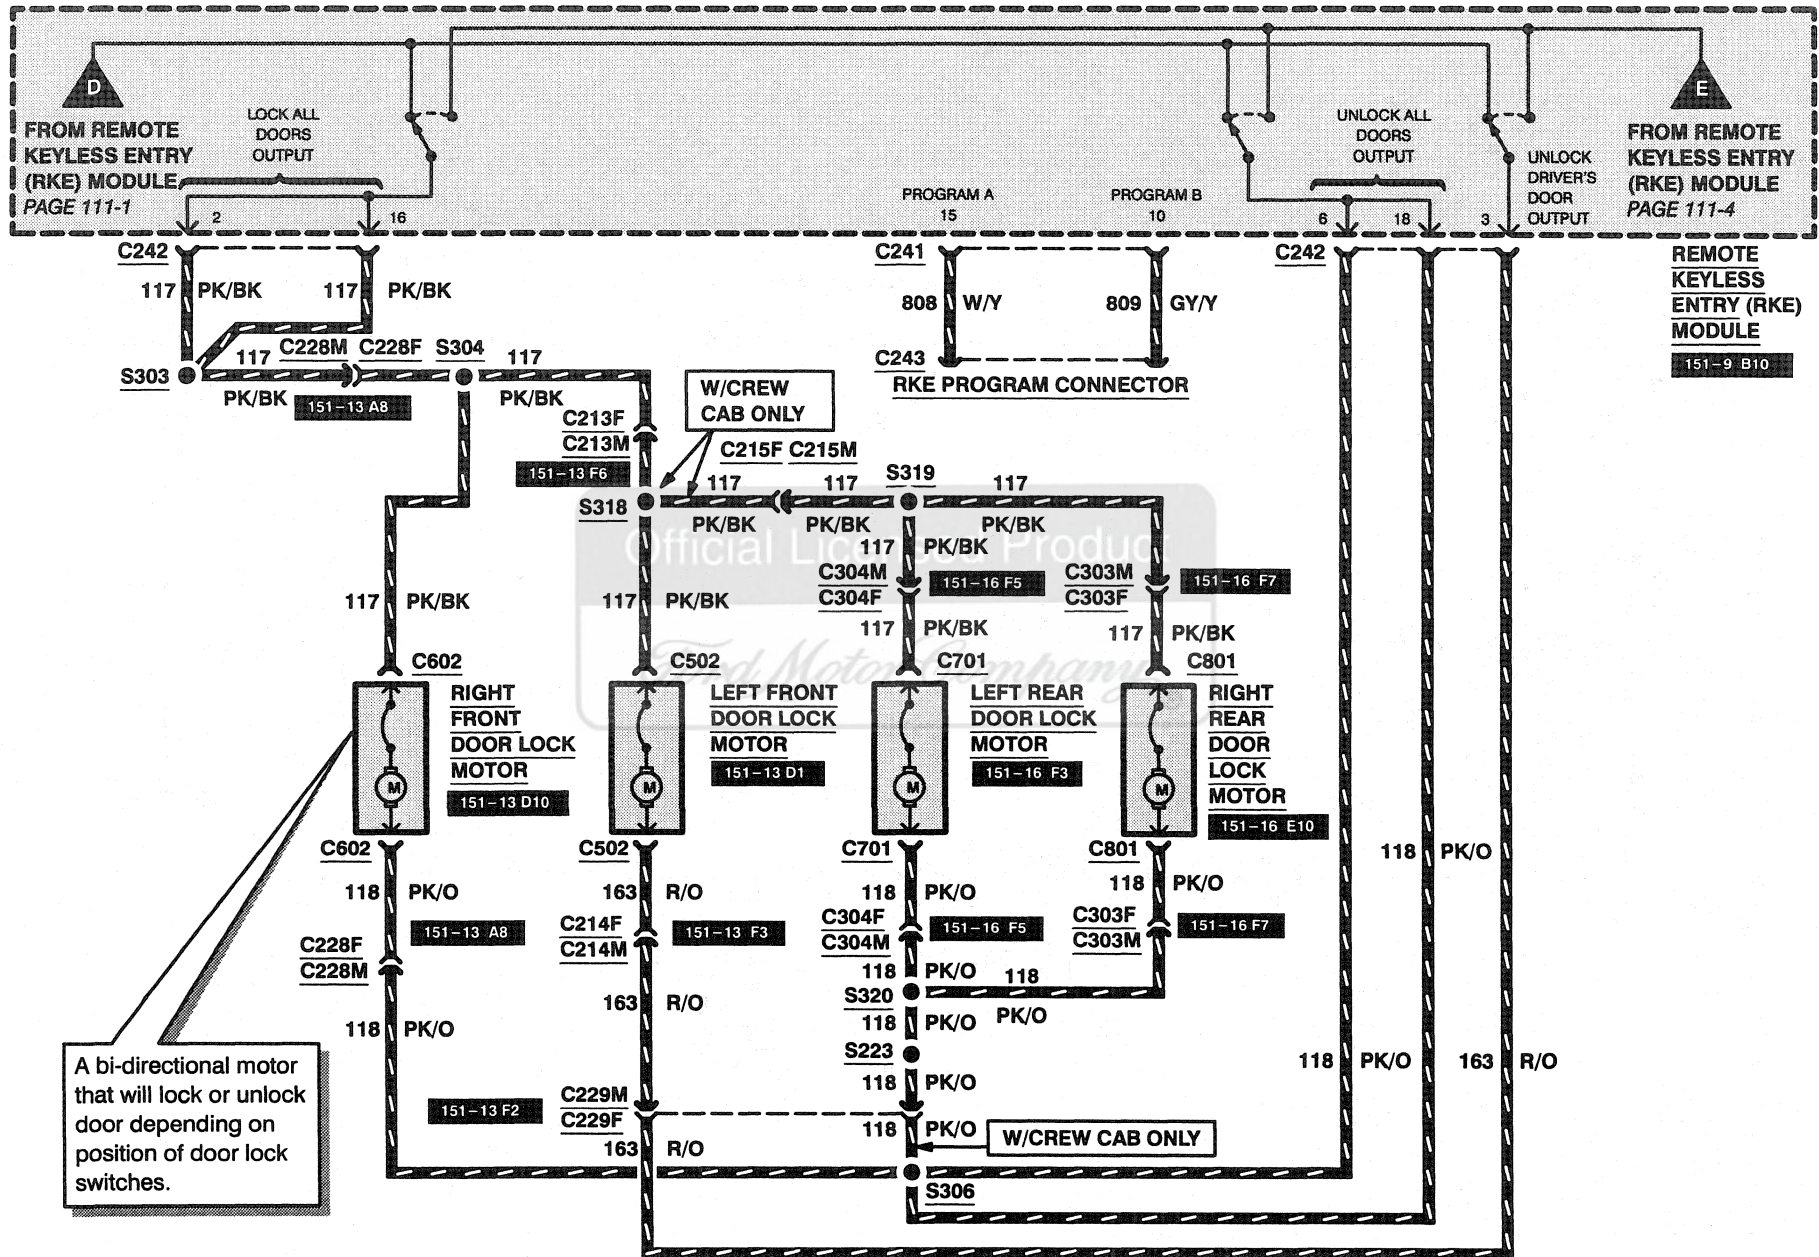 D
FROM REMOTE
KEYLESS ENTRY
(RKE) MODULE
PAGE 111-1
LOCK ALL
DOORS
OUTPUT
2
16
PROGRAM A
15
PROGRAM B
10
UNLOCK ALL
DOORS
OUTPUT
6
18
3
UNLOCK
DRIVER'S
DOOR
OUTPUT
E
FROM REMOTE
KEYLESS ENTRY
(RKE) MODULE
PAGE 111-4
C242
117 PK/BK
117 PK/BK
C241
808 W/Y
809 GY/Y
C243
RKE PROGRAM CONNECTOR
C242
REMOTE
KEYLESS
ENTRY (RKE)
MODULE
151-9 B10
S303
117
C228M C228F
S304
117
PK/BK
151-13 A8
PK/BK
W/CREW
CAB ONLY
C213F
C213M
151-13 F6
C215F C215M
S318
117
117
S319
117
PK/BK
PK/BK
PK/BK
Official Licensed Product
Ford Motor Company
117 PK/BK
C304M
C304F
151-16 F5
C303M
C303F
151-16 F7
117 PK/BK
117 PK/BK
117 PK/BK
117 PK/BK
C602
C502
C701
C801
RIGHT
FRONT
DOOR LOCK
MOTOR
151-13 D10
LEFT FRONT
DOOR LOCK
MOTOR
151-13 D1
LEFT REAR
DOOR LOCK
MOTOR
151-16 F3
RIGHT
REAR
DOOR
LOCK
MOTOR
151-16 E10
M
M
M
M
C602
C502
C701
C801
118 PK/O
163 R/O
118 PK/O
118 PK/O
118 PK/O
151-13 A8
C228F
C228M
C214F
C214M
151-13 F3
C304F
C304M
151-16 F5
C303F
C303M
151-16 F7
118 PK/O
118
S320
PK/O
163 R/O
118 PK/O
118 PK/O
S223
118 PK/O
118 PK/O
163 R/O
A bi-directional motor
that will lock or unlock
door depending on
position of door lock
switches.
151-13 F2
C229M
C229F
163 R/O
118 PK/O
W/CREW CAB ONLY
S306